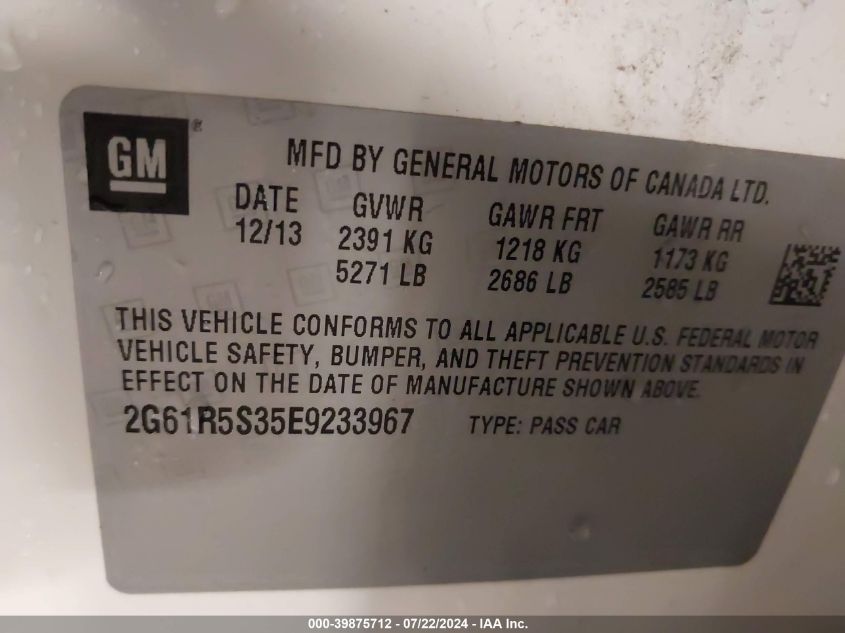 GM®
MFD BY GENERAL MOTORS OF CANADA LTD.
DATE GVWR GAWR FRT GAWR RR
12/13 2391 KG 1218 KG 1173 KG
5271 LB 2686 LB 2585 LB
THIS VEHICLE CONFORMS TO ALL APPLICABLE U.S. FEDERAL MOTOR
VEHICLE SAFETY, BUMPER, AND THEFT PREVENTION STANDARDS IN
EFFECT ON THE DATE OF MANUFACTURE SHOWN ABOVE.
2G61R5S35E9233967 TYPE: PASS CAR
000-39875712 - 07/22/2024 - IAA Inc.